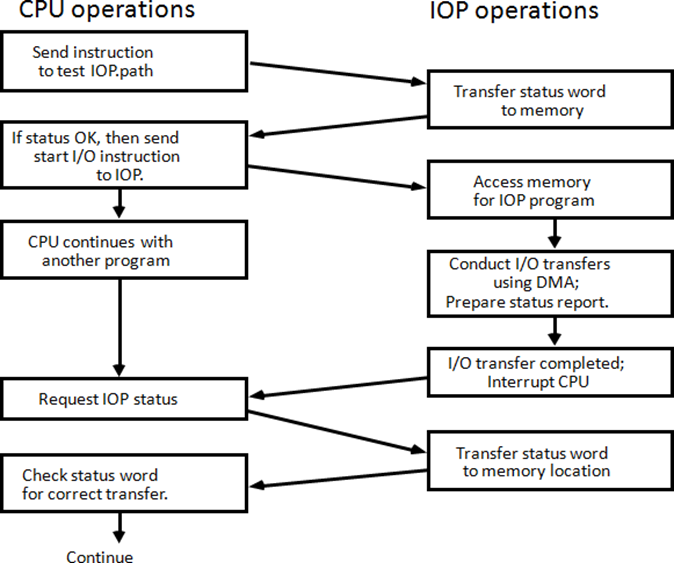 CPU operations
IOP operations
Send instruction
to test IOP.path
Transfer status word
to memory
If status OK, then send
start I/O instruction
to IOP.
Access memory
for IOP program
CPU continues with
another program
Conduct I/O transfers
using DMA;
Prepare status report.
I/O transfer completed;
Interrupt CPU
Request IOP status
Transfer status word
to memory location
Check status word
for correct transfer.
Continue